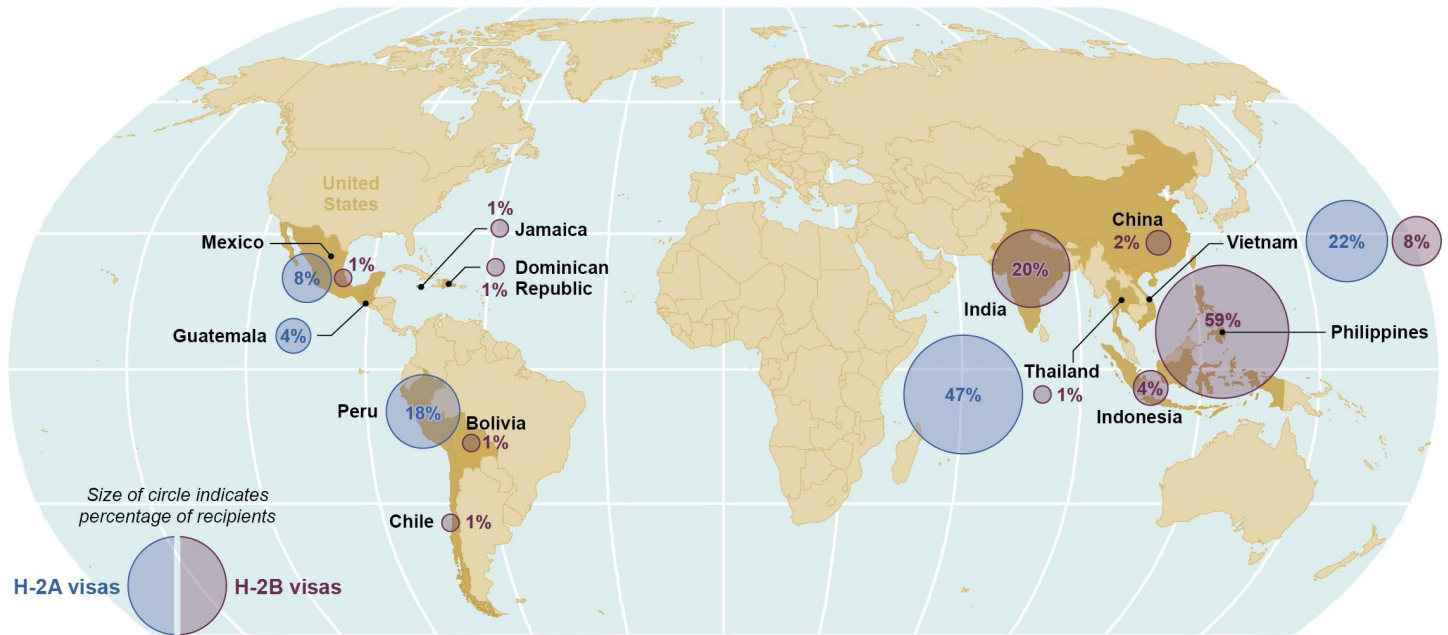 United
States
Mexico
8%
1%
Guatemala
4%
1%
Jamaica
Dominican
1% Republic
Peru
18%
Bolivia
1%
Chile
1%
China
2%
Vietnam
22%
8%
India
20%
59%
Philippines
Thailand
47%
1%
4%
Indonesia
Size of circle indicates
percentage of recipients
H-2A visas
H-2B visas